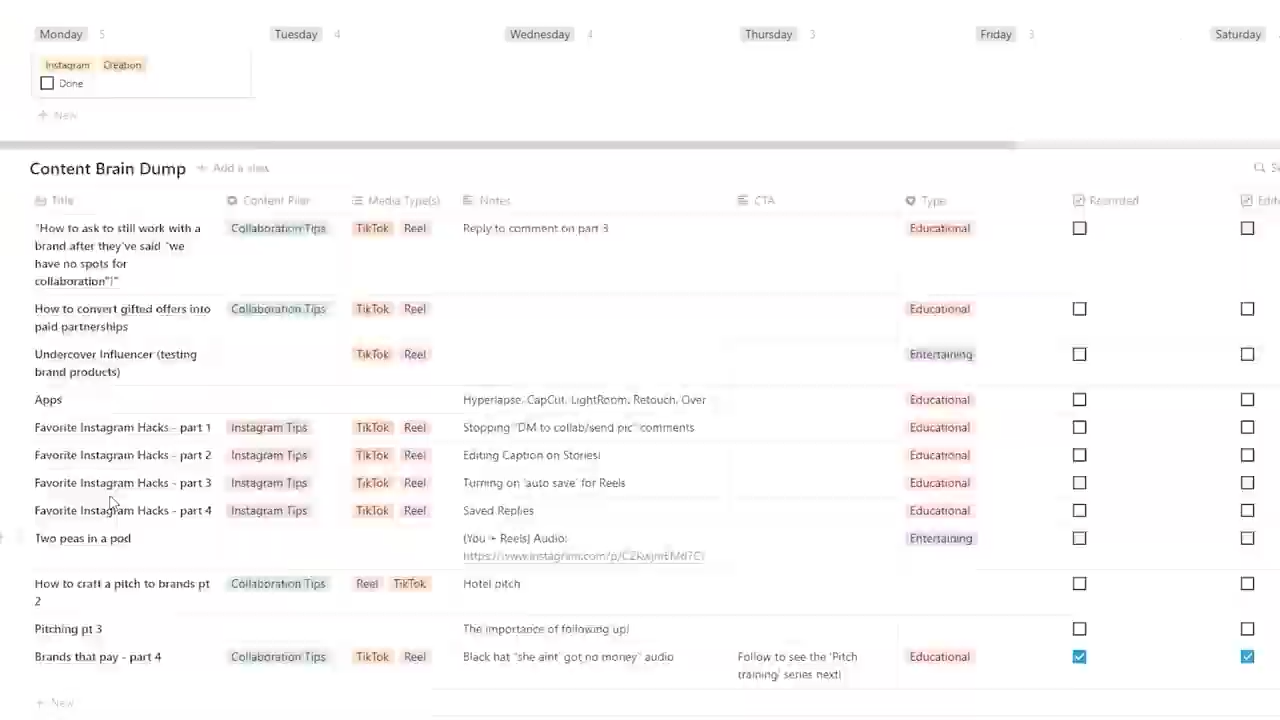 Monday 5 Tuesday 4 Wednesday 4 Thursday 3 Friday 3 Saturday
Instagram Creation
Done
+ New
Content Brain Dump + Add a view
Title Content Pillar Media Type(s) Notes CTA Type Recorded
"How to ask to still work with a Collaboration Tips TikTok Reel Reply to comment on part 3 Educational
brand after they've said "we
have no spots for
collaboration"!"
How to convert gifted offers into Collaboration Tips TikTok Reel Educational
paid partnerships
Undercover Influencer (testing TikTok Reel Entertaining
brand products)
Apps Hyperlapse, CapCut, LightRoom, Retouch, Over Educational
Favorite Instagram Hacks - part 1 Instagram Tips TikTok Reel Stopping "DM to collab/send pic" comments Educational
Favorite Instagram Hacks - part 2 Instagram Tips TikTok Reel Editing Caption on Stories! Educational
Favorite Instagram Hacks - part 3 Instagram Tips TikTok Reel Turning on 'auto save' for Reels Educational
Favorite Instagram Hacks - part 4 Instagram Tips TikTok Reel Saved Replies Educational
Two peas in a pod (You + Reels) Audio: Entertaining
How to craft a pitch to brands pt Collaboration Tips Reel TikTok Hotel pitch
2
Pitching pt 3 The importance of following up!
Brands that pay - part 4 Collaboration Tips TikTok Reel Black hat "she aint' got no money" audio Follow to see the 'Pitch Educational
training' series next!
+ New